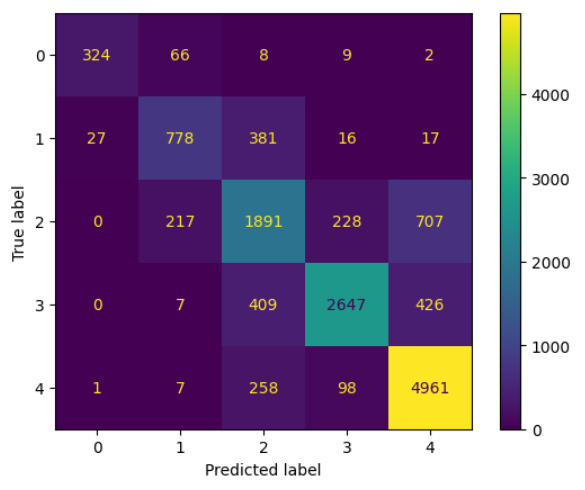 0 324 66 8 9 2
1 27 778 381 16 17
2 0 217 1891 228 707
3 0 7 409 2647 426
4 1 7 258 98 4961
0 1 2 3 4
True label
Predicted label
4000
3000
2000
1000
0